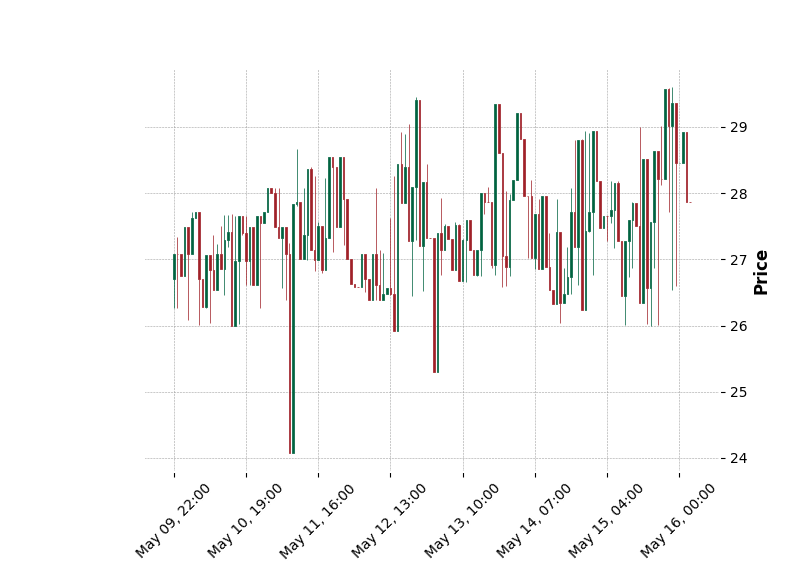 29
28
27
26
25
24
Price
May 09, 22:00
May 10, 19:00
May 11, 16:00
May 12, 13:00
May 13, 10:00
May 14, 07:00
May 15, 04:00
May 16, 00:00